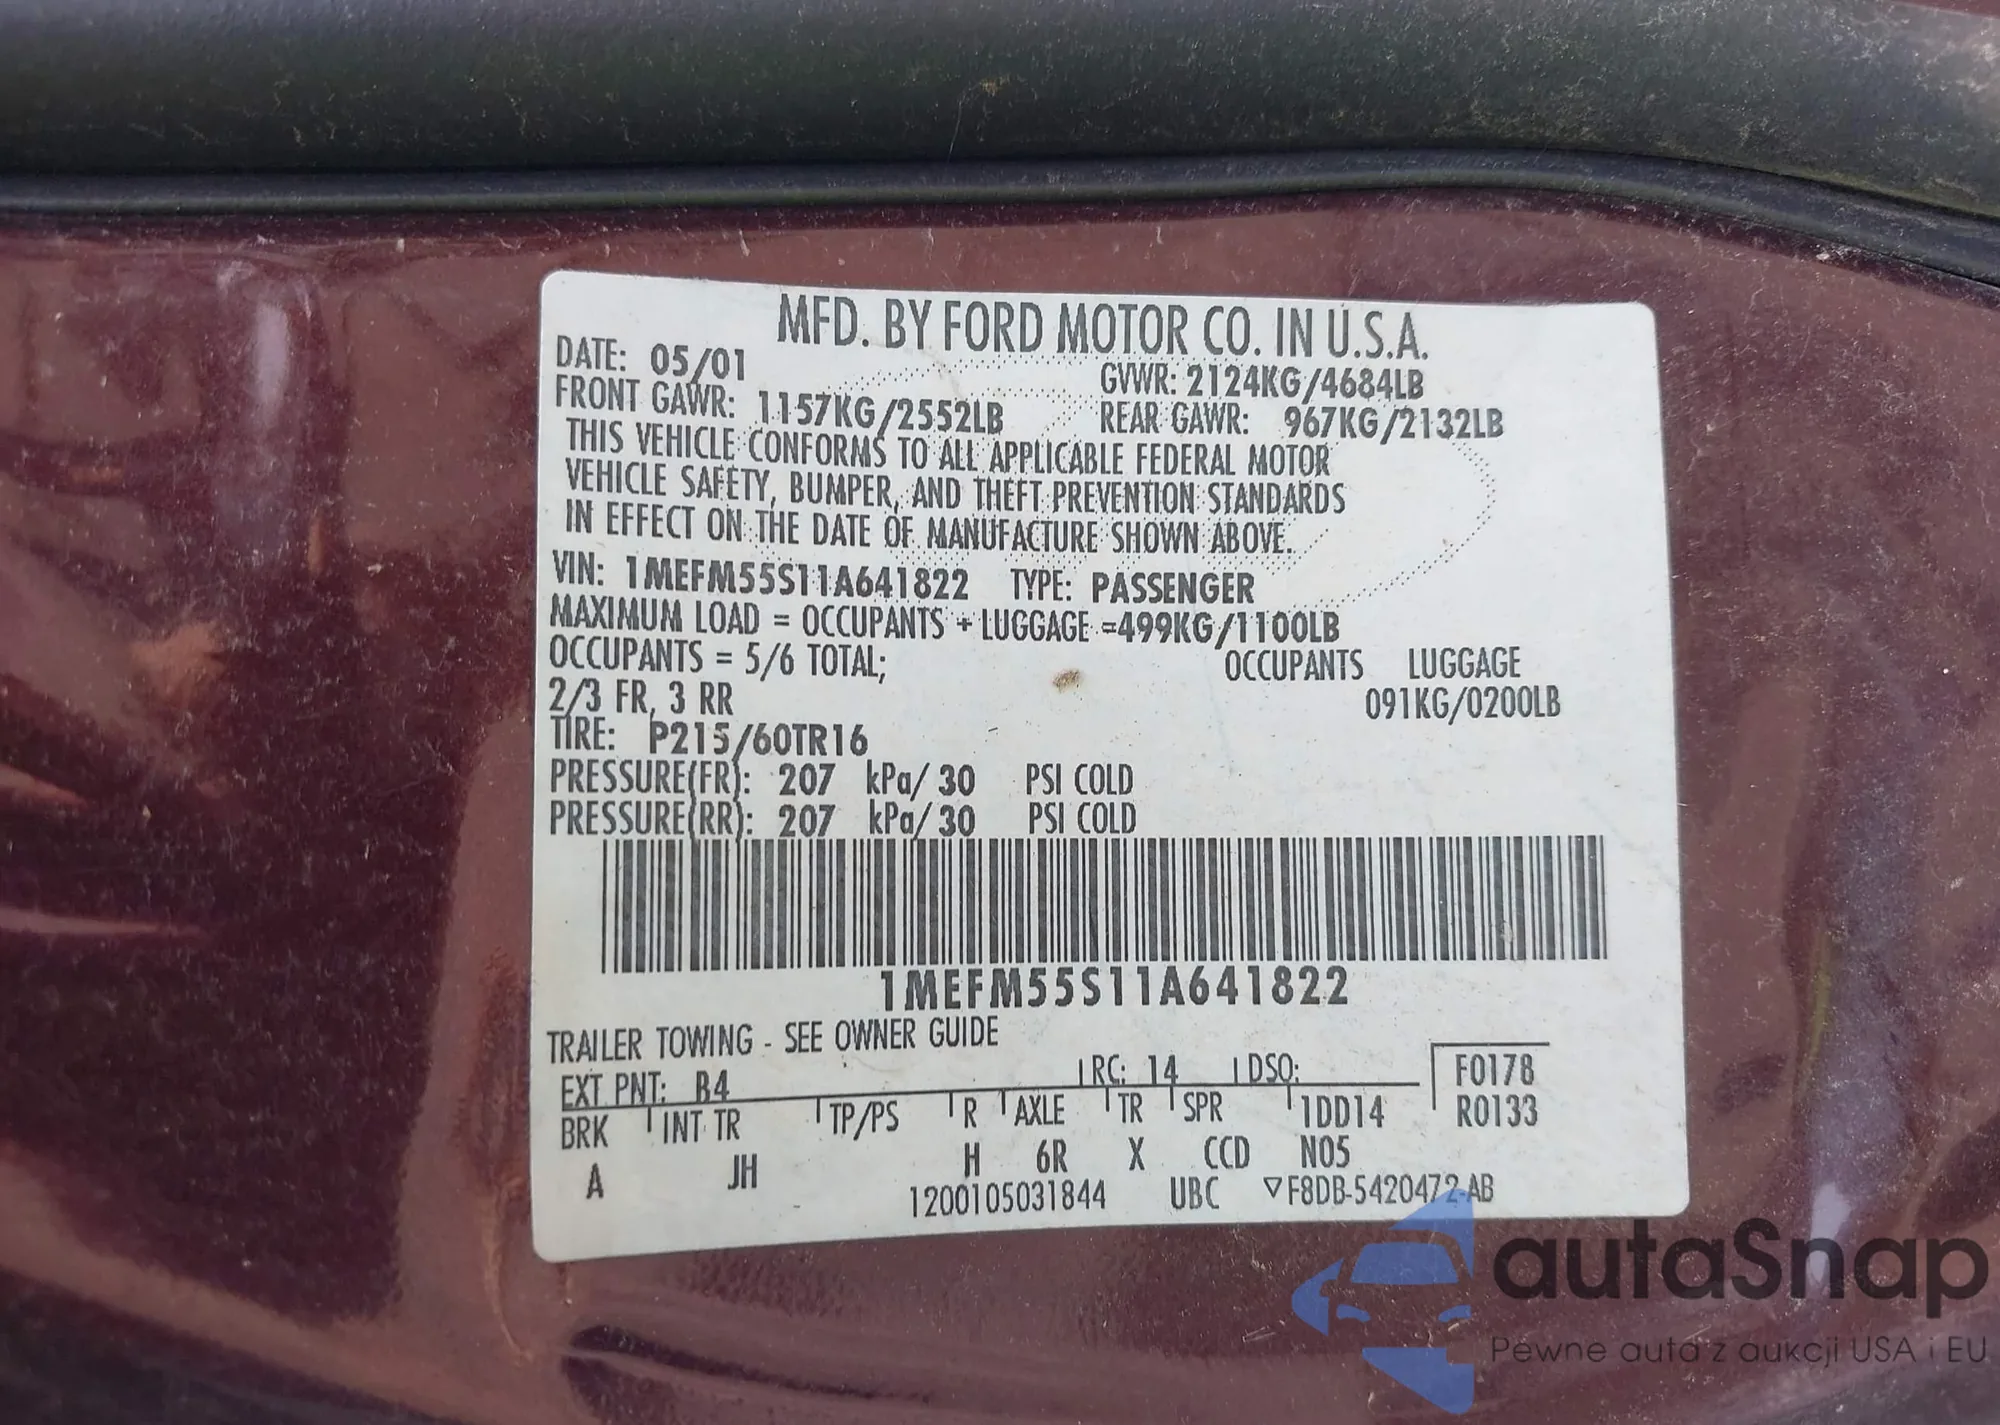 MFD. BY FORD MOTOR CO. IN U.S.A.
DATE: 05/01 GVWR: 2124KG/4684LB
FRONT GAWR: 1157KG/2552LB REAR GAWR: 967KG/2132LB
THIS VEHICLE CONFORMS TO ALL APPLICABLE FEDERAL MOTOR
VEHICLE SAFETY, BUMPER, AND THEFT PREVENTION STANDARDS
IN EFFECT ON THE DATE OF MANUFACTURE SHOWN ABOVE.
VIN: 1MEFM55S11A641822 TYPE: PASSENGER
MAXIMUM LOAD = OCCUPANTS + LUGGAGE =499KG/1100LB
OCCUPANTS = 5/6 TOTAL; OCCUPANTS LUGGAGE
2/3 FR, 3 RR 091KG/0200LB
TIRE: P215/60TR16
PRESSURE(FR): 207 kPa/ 30 PSI COLD
PRESSURE(RR): 207 kPa/ 30 PSI COLD
1MEFM55S11A641822
TRAILER TOWING - SEE OWNER GUIDE
EXT PNT: B4 RC: 14 DSO: F0178
BRK INT TR TP/PS R AXLE TR SPR 1DD14 R0133
A JH H 6R X CCD N05
1200105031844 UBC ▽F8DB-5420472-AB
autaSnap
Pewne auta z aukcji USA i EU